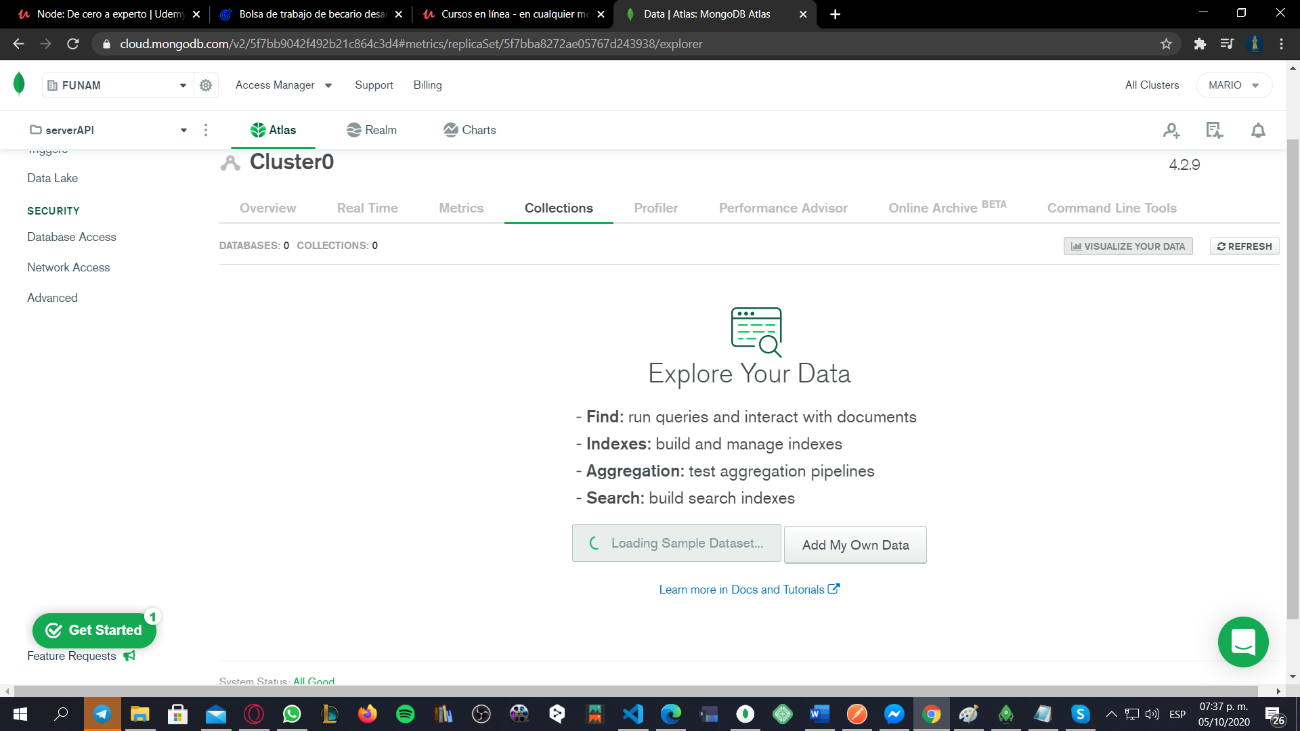 Node: De cero a experto | Udemy
Bolsa de trabajo de becario desa
Cursos en línea - en cualquier mo
Data | Atlas: MongoDB Atlas
cloud.mongodb.com/v2/5f7bb9042f492b21c864c3d4#metrics/replicaSet/5f7bba8272ae05767d243938/explorer
FUNAM
Access Manager
Support
Billing
All Clusters
MARIO
serverAPI
Atlas
Realm
Charts
Triggers
Data Lake
SECURITY
Database Access
Network Access
Advanced
Cluster0
4.2.9
Overview
Real Time
Metrics
Collections
Profiler
Performance Advisor
Online Archive BETA
Command Line Tools
DATABASES: 0 COLLECTIONS: 0
VISUALIZE YOUR DATA
REFRESH
Explore Your Data
- Find: run queries and interact with documents
- Indexes: build and manage indexes
- Aggregation: test aggregation pipelines
- Search: build search indexes
Loading Sample Dataset...
Add My Own Data
Learn more in Docs and Tutorials
Get Started
1
Feature Requests
System Status: All Good
ESP
07:37 p. m.
05/10/2020
26